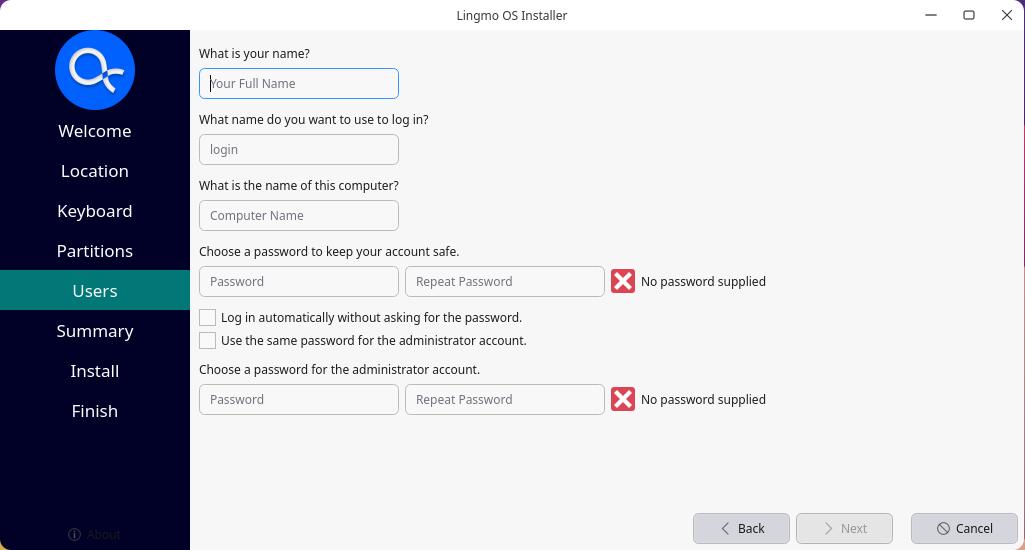 Lingmo OS Installer
Welcome
Location
Keyboard
Partitions
Users
Summary
Install
Finish
About
What is your name?
Your Full Name
What name do you want to use to log in?
login
What is the name of this computer?
Computer Name
Choose a password to keep your account safe.
Password Repeat Password No password supplied
Log in automatically without asking for the password.
Use the same password for the administrator account.
Choose a password for the administrator account.
Password Repeat Password No password supplied
Back Next Cancel